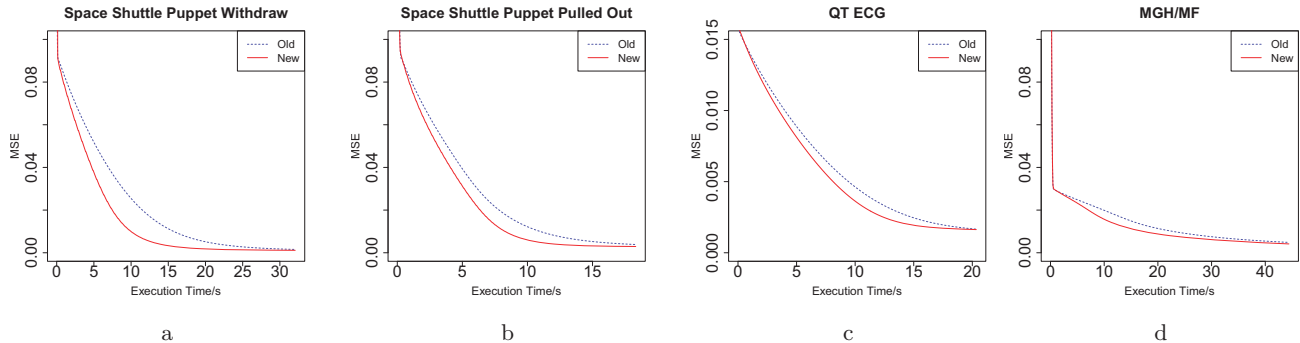 Space Shuttle Puppet Withdraw
Old
New
MSE
0.00
0.04
0.08
0 5 10 15 20 25 30
Execution Time/s
a
Space Shuttle Puppet Pulled Out
Old
New
MSE
0.00
0.04
0.08
0 5 10 15
Execution Time/s
b
QT ECG
Old
New
MSE
0.000
0.005
0.010
0.015
0 5 10 15 20
Execution Time/s
c
MGH/MF
Old
New
MSE
0.00
0.04
0.08
0 10 20 30 40
Execution Time/s
d